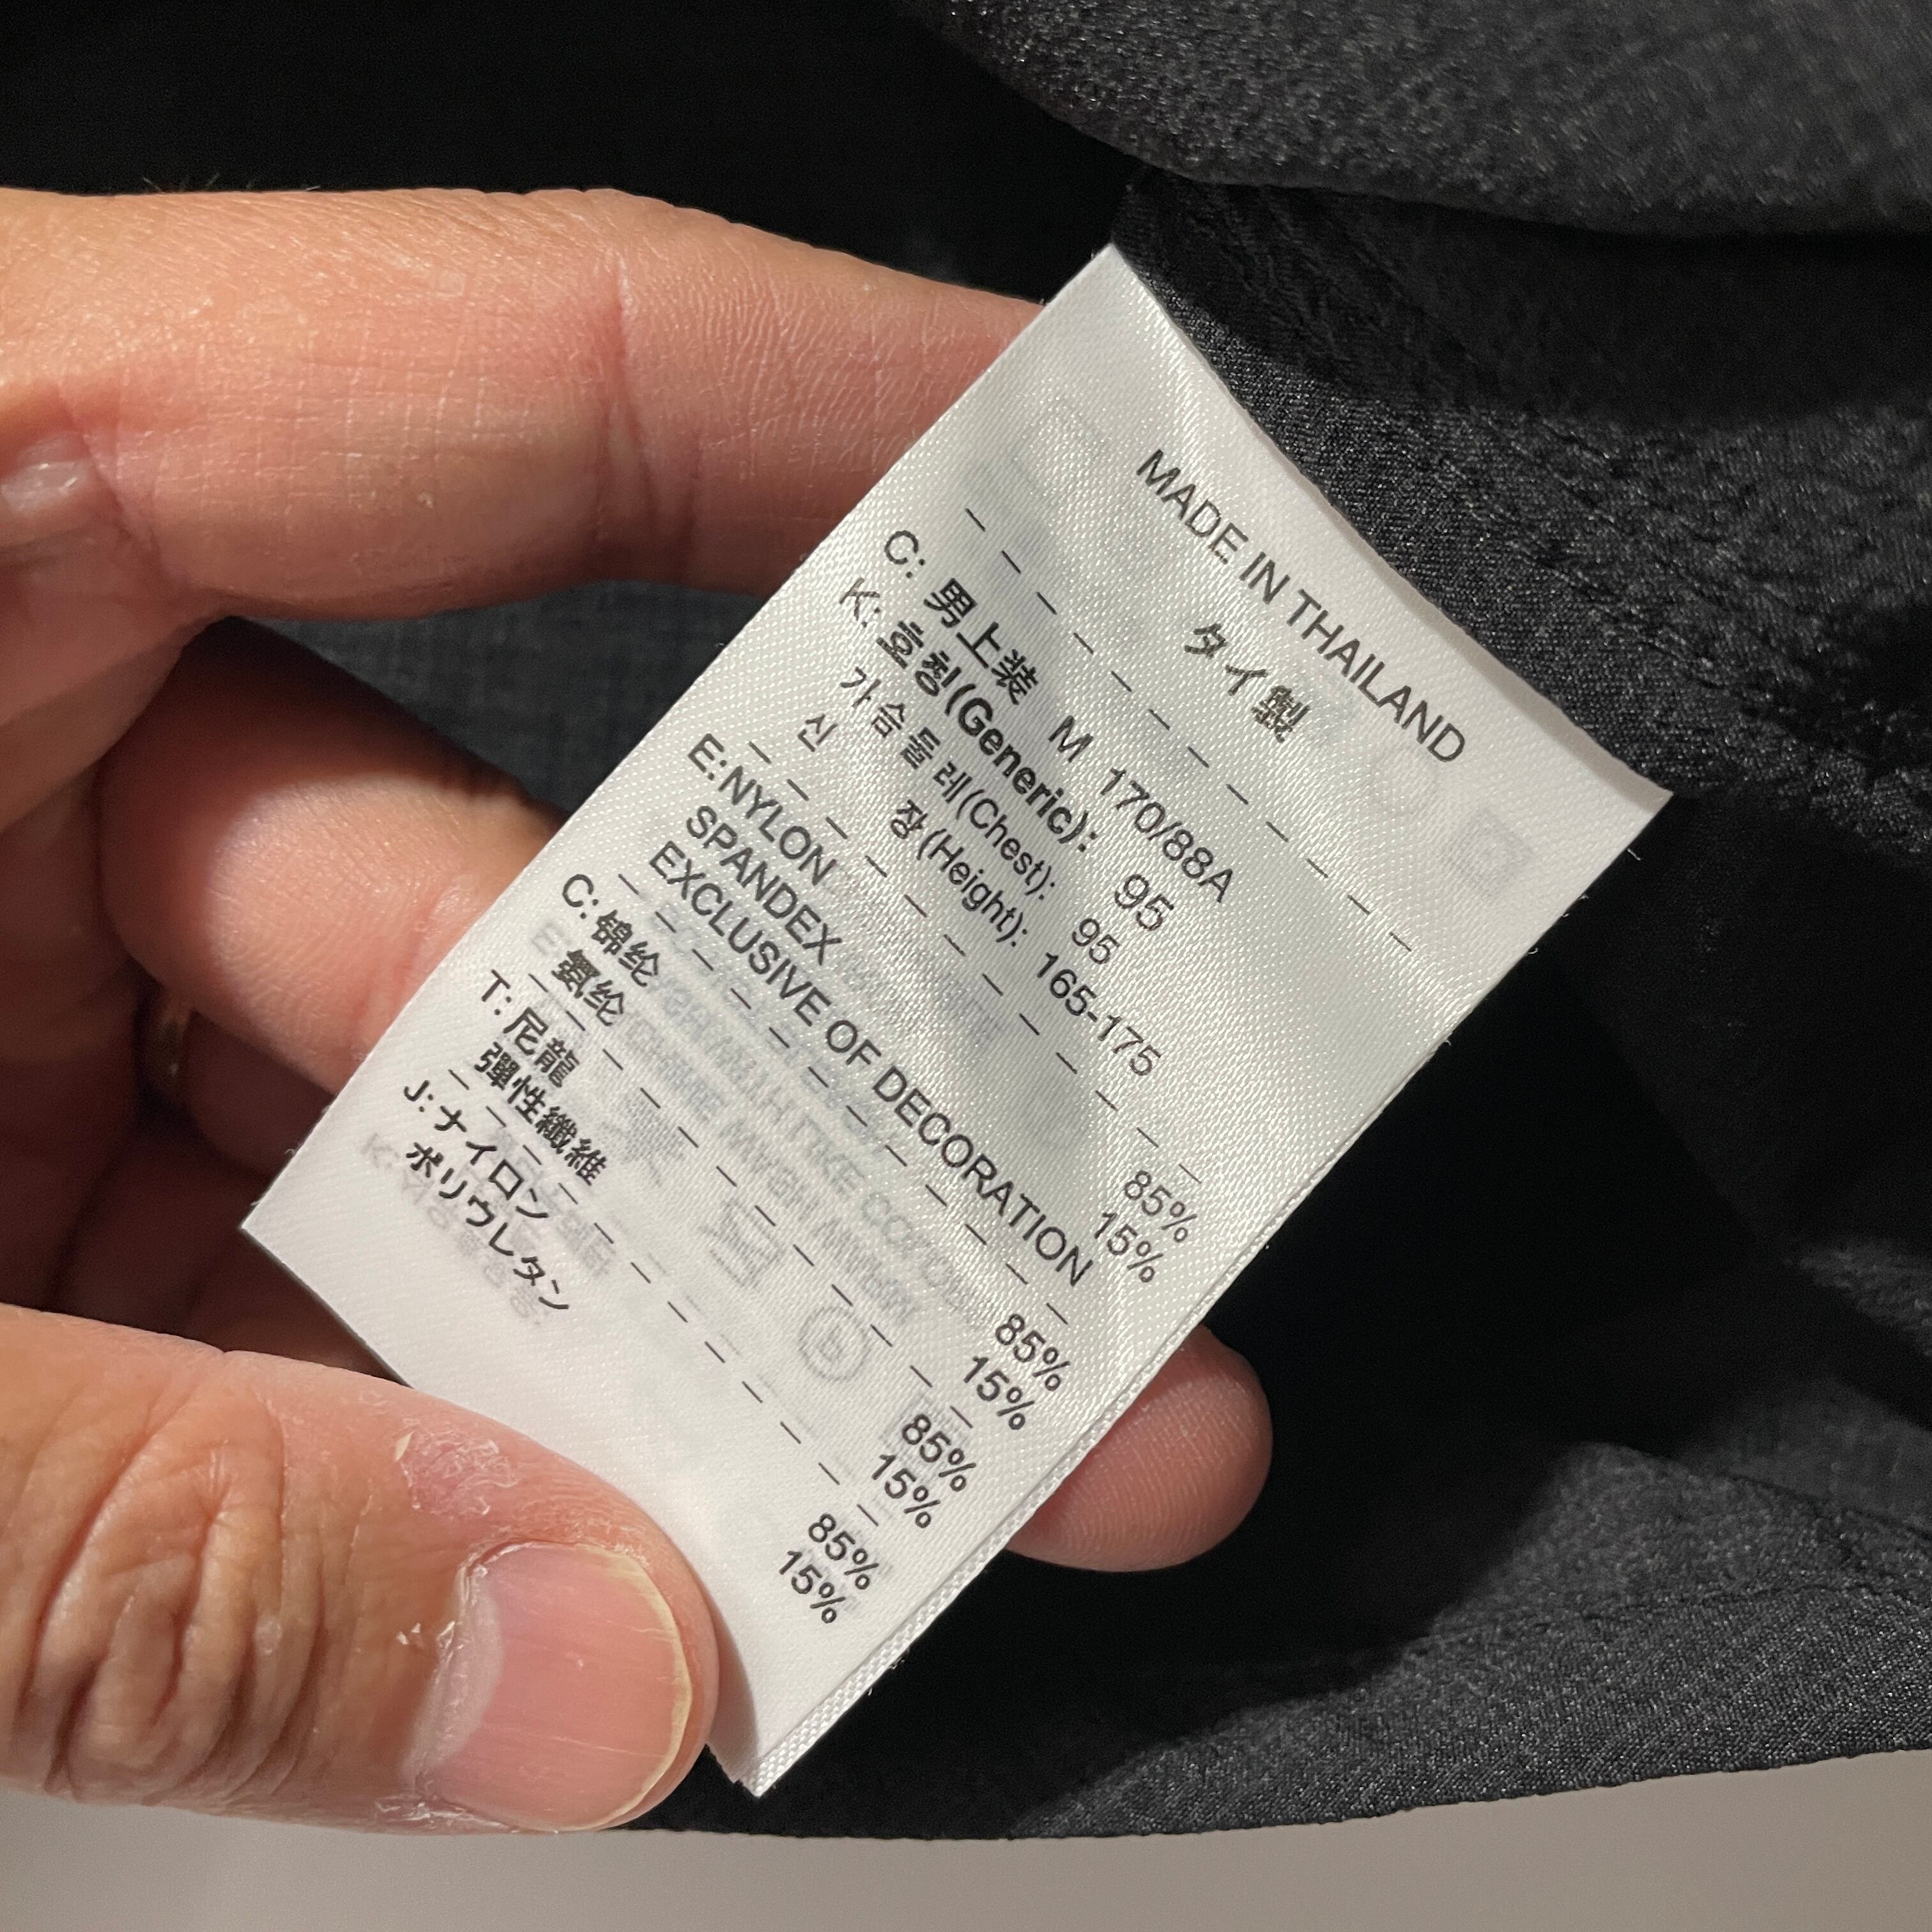 MADE IN THAILAND
タイ製
C: 男上装 M 170/88A
K: 호칭(Generic): 95
가슴둘레(Chest): 95
신 장(Height): 165-175
E: NYLON 85%
SPANDEX 15%
EXCLUSIVE OF DECORATION
C: 锦纶 85%
氨纶 15%
T: 尼龍 85%
彈性纖維 15%
J: ナイロン 85%
ポリウレタン 15%